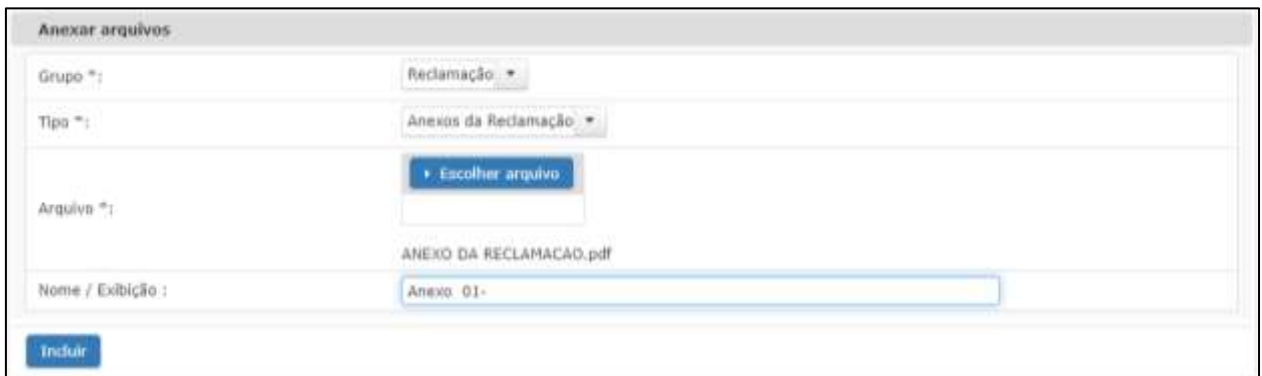 Anexar arquivos
Grupo *: Reclamação
Tipo *: Anexos da Reclamação
Escolher arquivo
Arquivo *:
ANEXO DA RECLAMACAO.pdf
Nome / Exibição : Anexo 01-
Incluir